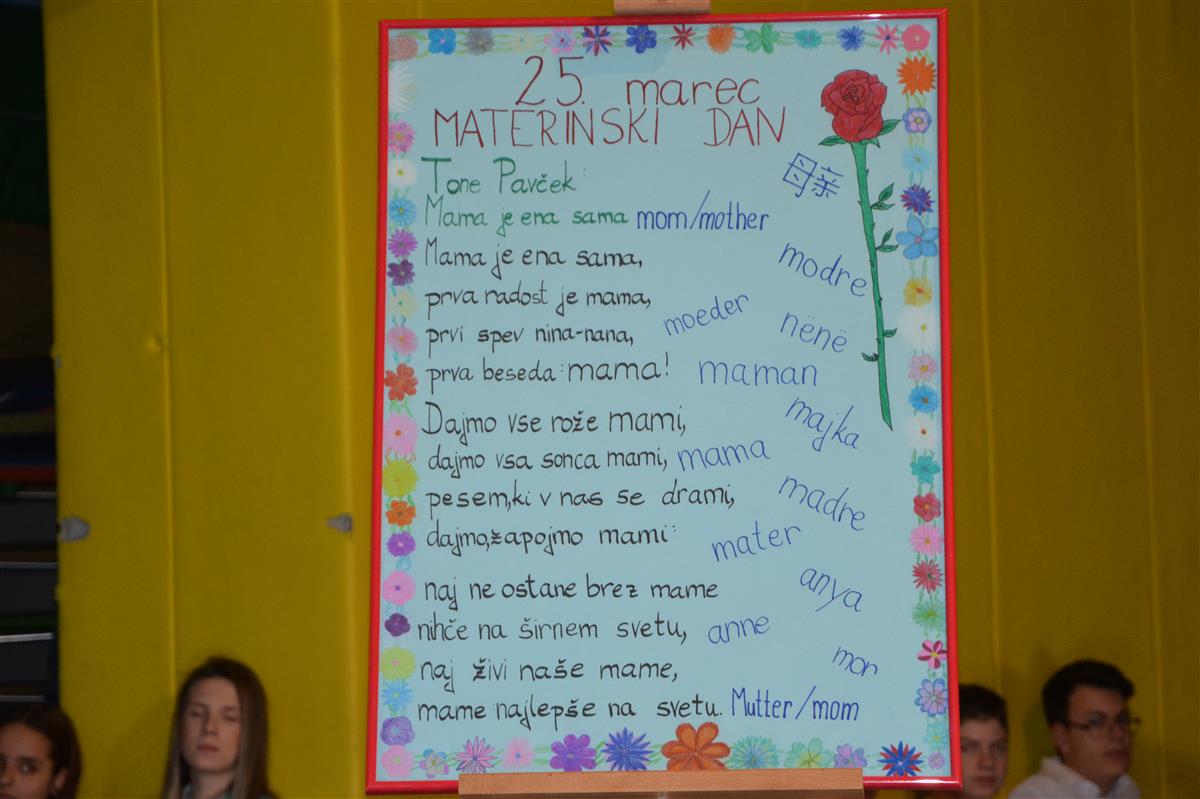 25. marec
MATERINSKI DAN
Tone Pavček:
母亲
Mama je ena sama mom/mother
Mama je ena sama,
modre
prva radost je mama,
moeder
prvi spev nina-nana,
nënë
prva beseda: mama! maman
Dajmo vse rože mami,
majka
dajmo vsa sonca mami, mama
pesem, ki v nas se drami,
madre
dajmo, zapojmo mami:
mater
naj ne ostane brez mame
anya
nihče na širnem svetu, anne
naj živi naše mame,
mor
mame najlepše na svetu. Mutter/mom